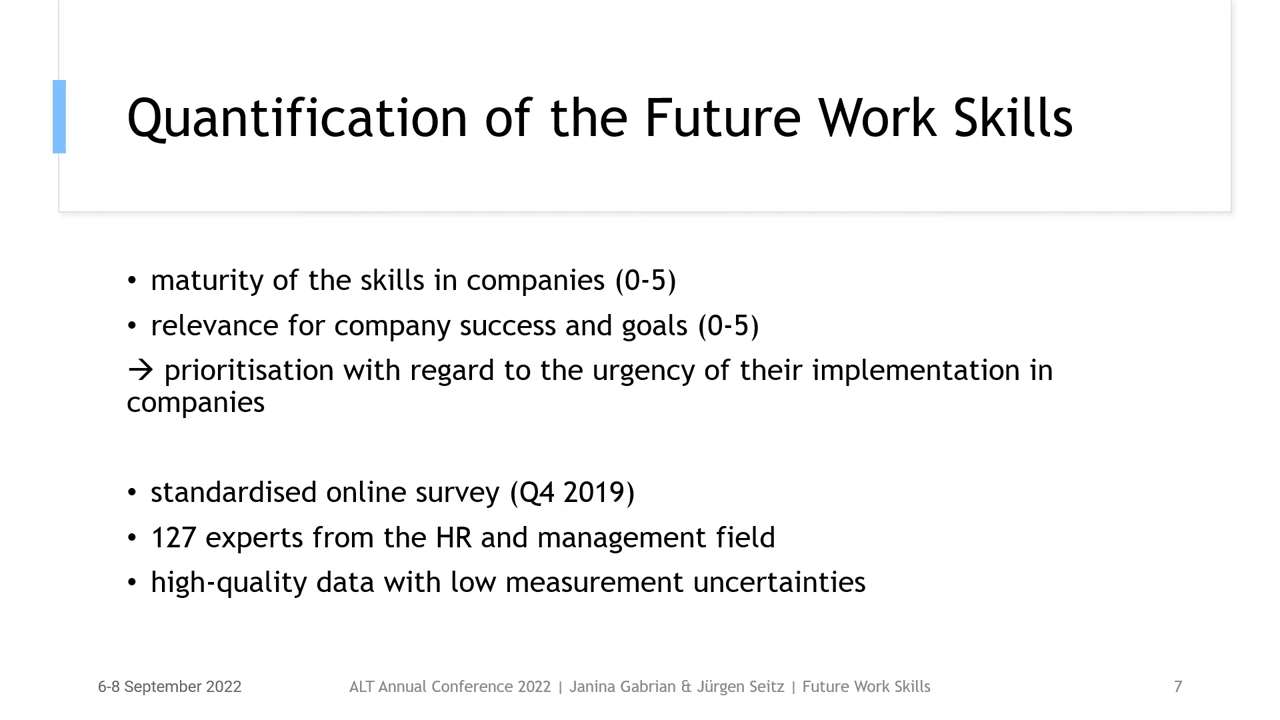 Quantification of the Future Work Skills
• maturity of the skills in companies (0-5)
• relevance for company success and goals (0-5)
→ prioritisation with regard to the urgency of their implementation in
companies
• standardised online survey (Q4 2019)
• 127 experts from the HR and management field
• high-quality data with low measurement uncertainties
6-8 September 2022
ALT Annual Conference 2022 | Janina Gabrian & Jürgen Seitz | Future Work Skills
7